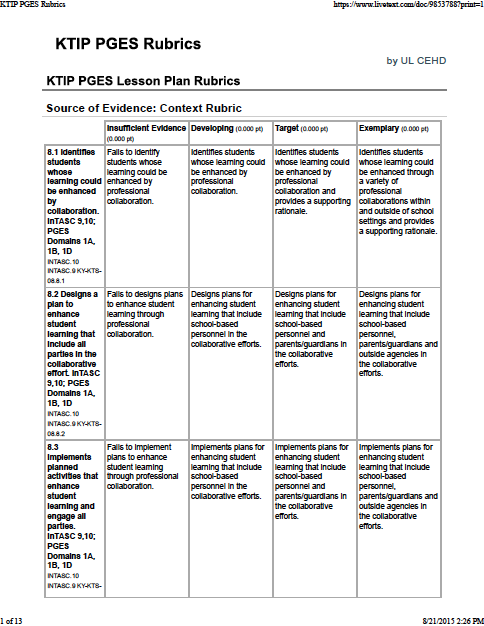 KTIP PGES Rubrics
https://www.livetext.com/doc/9853788?print=1
KTIP PGES Rubrics
by UL CEHD
KTIP PGES Lesson Plan Rubrics
Source of Evidence: Context Rubric
Insufficient Evidence (0.000 pt)
Developing (0.000 pt)
Target (0.000 pt)
Exemplary (0.000 pt)
8.1 Identifies
students
whose
learning could
be enhanced
by
collaboration.
InTASC 9,10;
PGES
Domains 1A,
1B, 1D
INTASC.10
INTASC.9 KY-KTS-
08.8.1
Fails to identify
students whose
learning could be
enhanced by
professional
collaboration.
Identifies students
whose learning could
be enhanced by
professional
collaboration.
Identifies students
whose learning could
be enhanced by
professional
collaboration and
provides a supporting
rationale.
Identifies students
whose learning could
be enhanced through
a variety of
professional
collaborations within
and outside of school
settings and provides
a supporting rationale.
8.2 Designs a
plan to
enhance
student
learning that
include all
parties in the
collaborative
effort. InTASC
9,10; PGES
Domains 1A,
1B, 1D
INTASC.10
INTASC.9 KY-KTS-
08.8.2
Fails to designs plans
to enhance student
learning through
professional
collaboration.
Designs plans for
enhancing student
learning that include
school-based
personnel in the
collaborative efforts.
Designs plans for
enhancing student
learning that include
school-based
personnel and
parents/guardians in
the collaborative
efforts.
Designs plans for
enhancing student
learning that include
school-based
personnel,
parents/guardians and
outside agencies in
the collaborative
efforts.
8.3
Implements
planned
activities that
enhance
student
learning and
engage all
parties.
InTASC 9,10;
PGES
Domains 1A,
1B, 1D
INTASC.10
INTASC.9 KY-KTS-
Fails to implement
plans to enhance
student learning
through professional
collaboration.
Implements plans for
enhancing student
learning that include
school-based
personnel in the
collaborative efforts.
Implements plans for
enhancing student
learning that include
school-based
personnel and
parents/guardians in
the collaborative
efforts.
Implements plans for
enhancing student
learning that include
school-based
personnel,
parents/guardians and
outside agencies in
the collaborative
efforts.
1 of 13
8/21/2015 2:26 PM